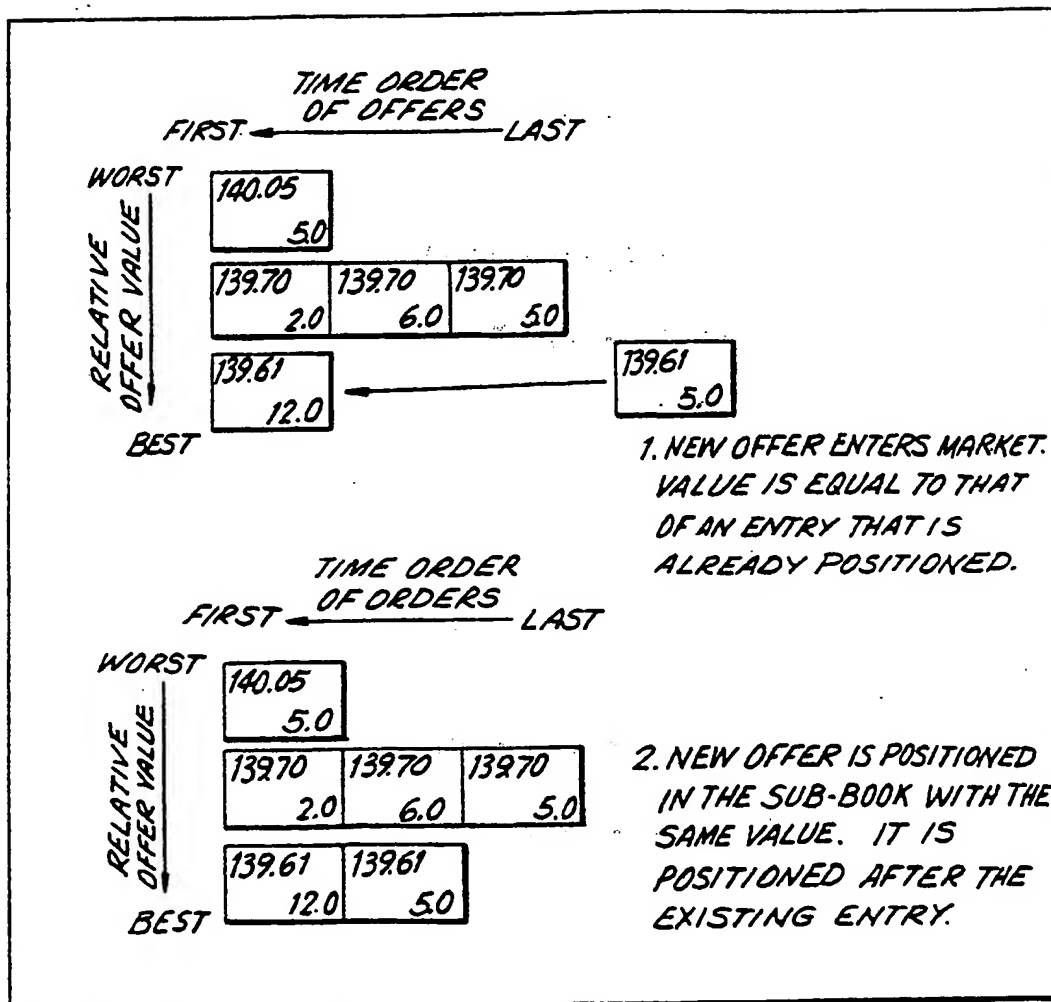 TIME ORDER
OF OFFERS
FIRST LAST
WORST
RELATIVE
OFFER VALUE
BEST
140.05
5.0
139.70 139.70 139.70
2.0 6.0 5.0
139.61 139.61
12.0 5.0
1. NEW OFFER ENTERS MARKET.
VALUE IS EQUAL TO THAT
OF AN ENTRY THAT IS
ALREADY POSITIONED.
TIME ORDER
OF ORDERS
FIRST LAST
WORST
RELATIVE
OFFER VALUE
BEST
140.05
5.0
139.70 139.70 139.70
2.0 6.0 5.0
139.61 139.61
12.0 5.0
2. NEW OFFER IS POSITIONED
IN THE SUB-BOOK WITH THE
SAME VALUE. IT IS
POSITIONED AFTER THE
EXISTING ENTRY.